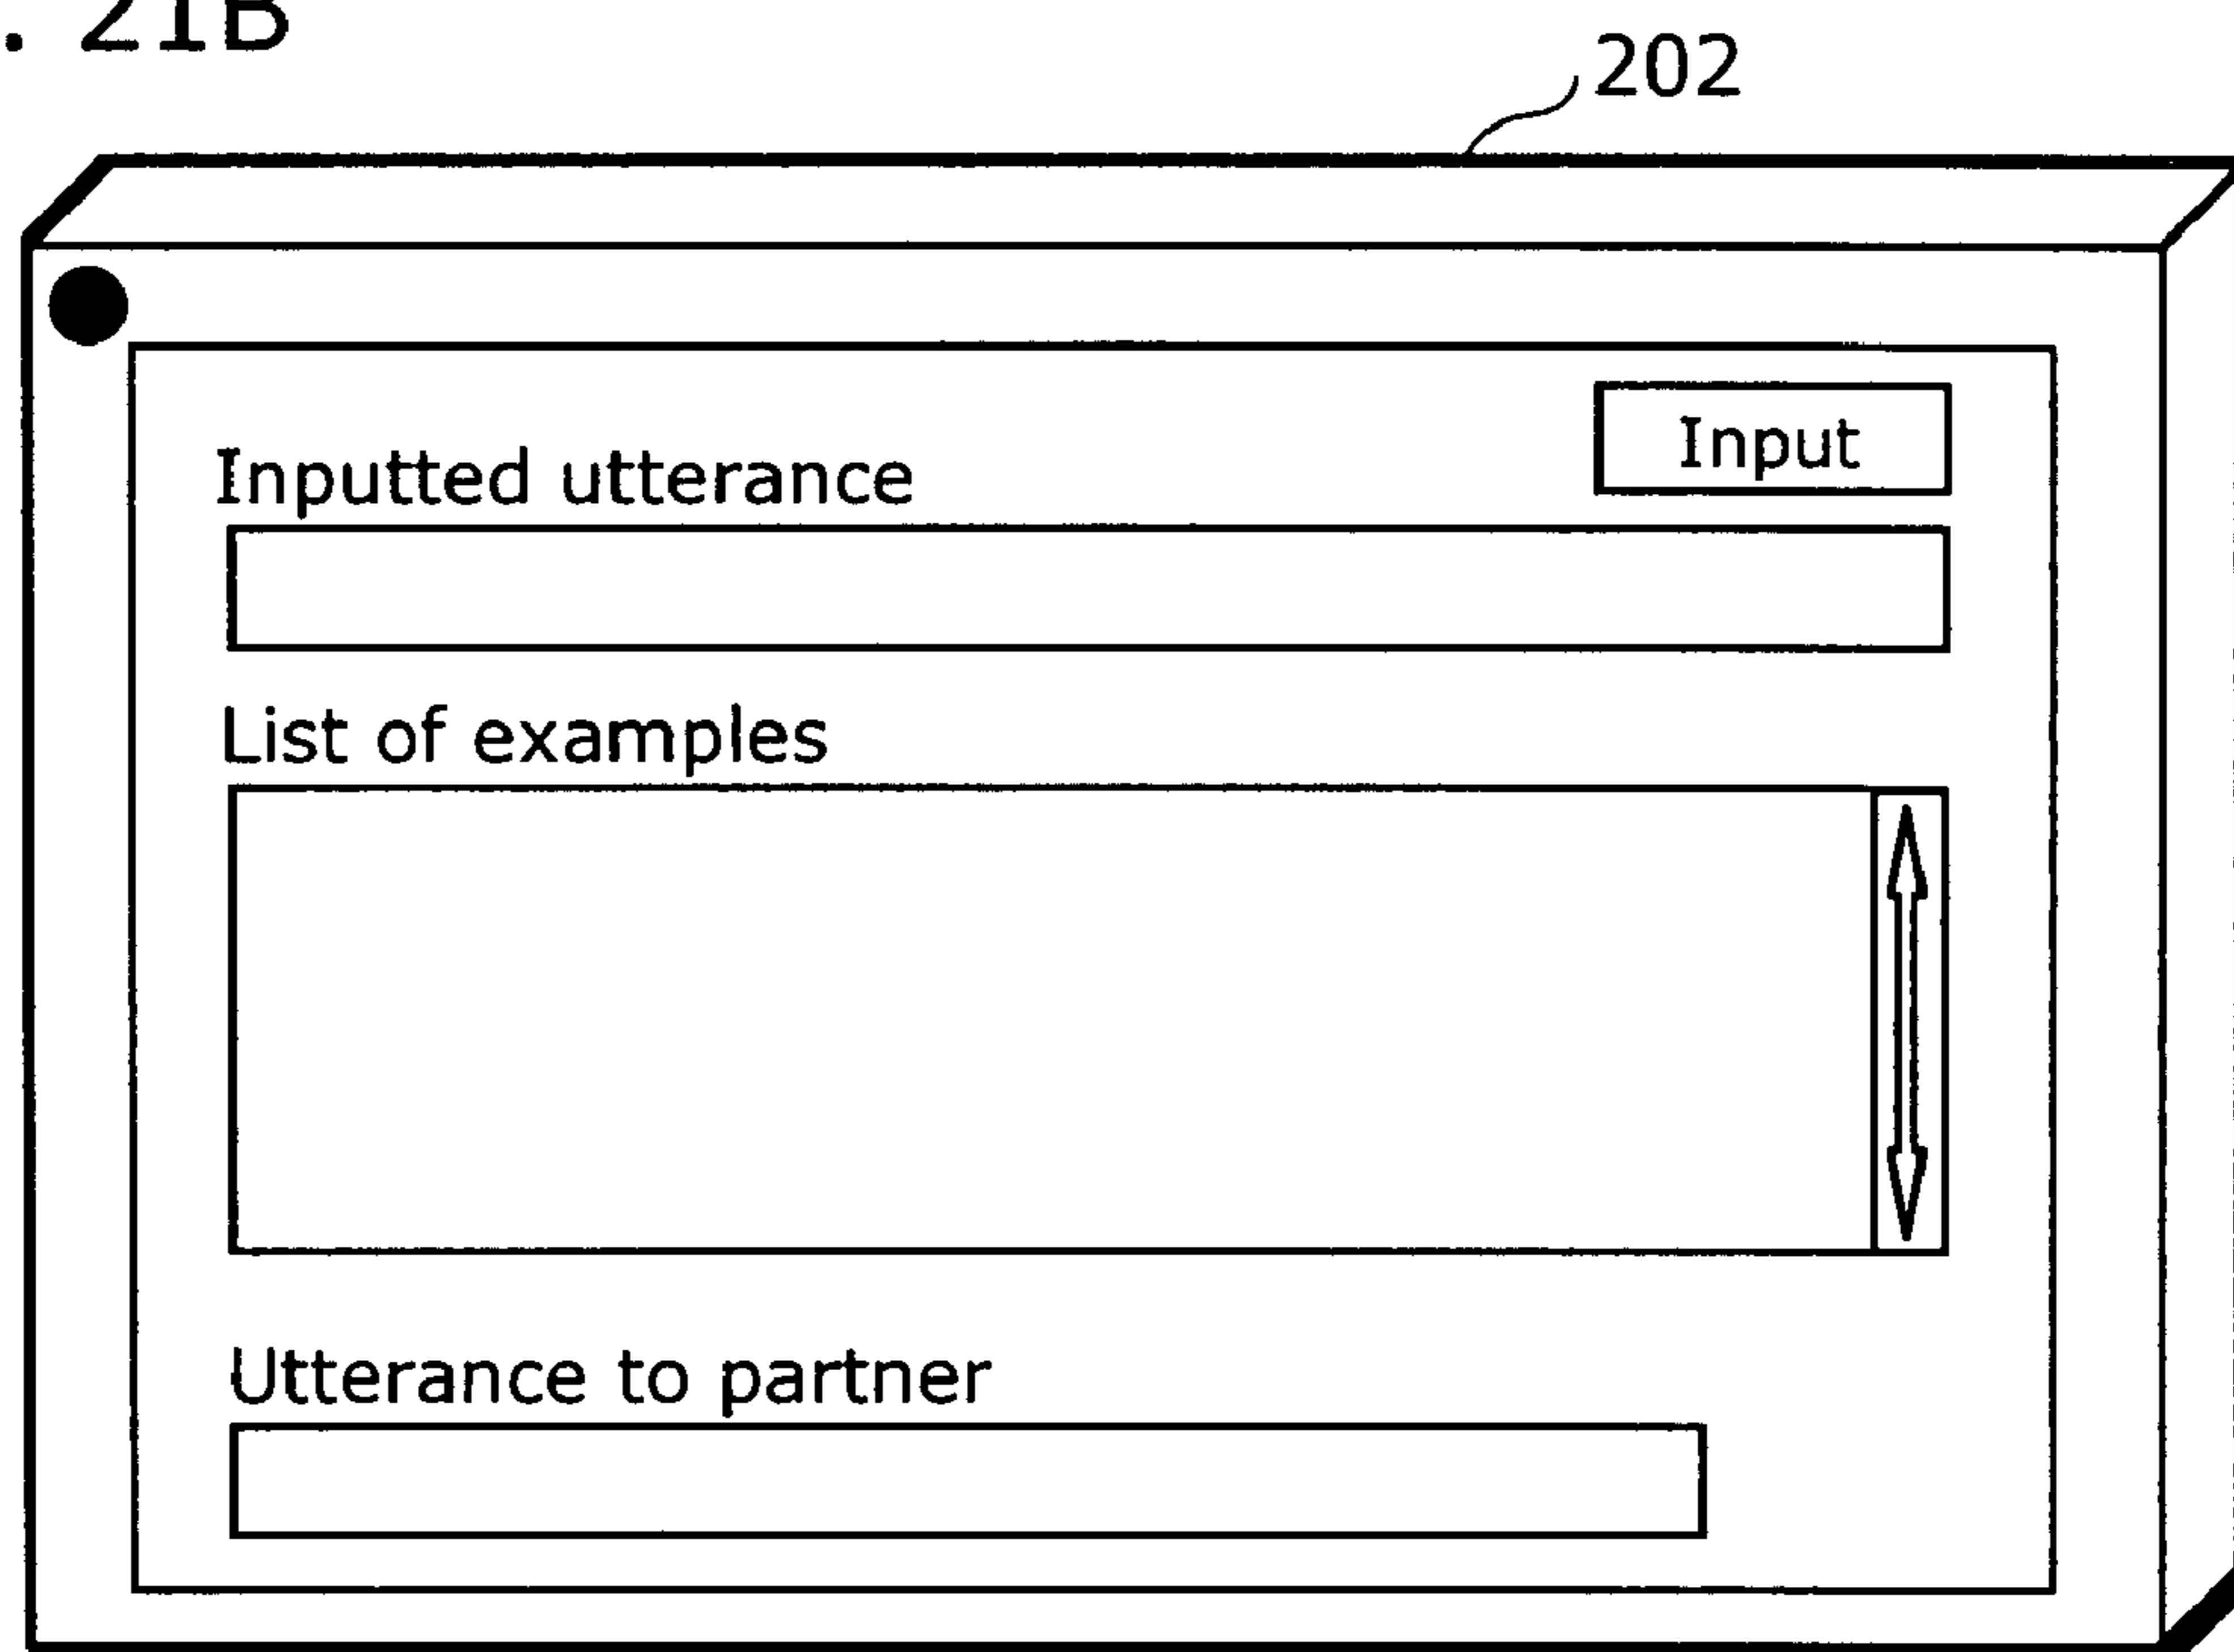 . 21B
202
Input
Inputted utterance
List of examples
Utterance to partner